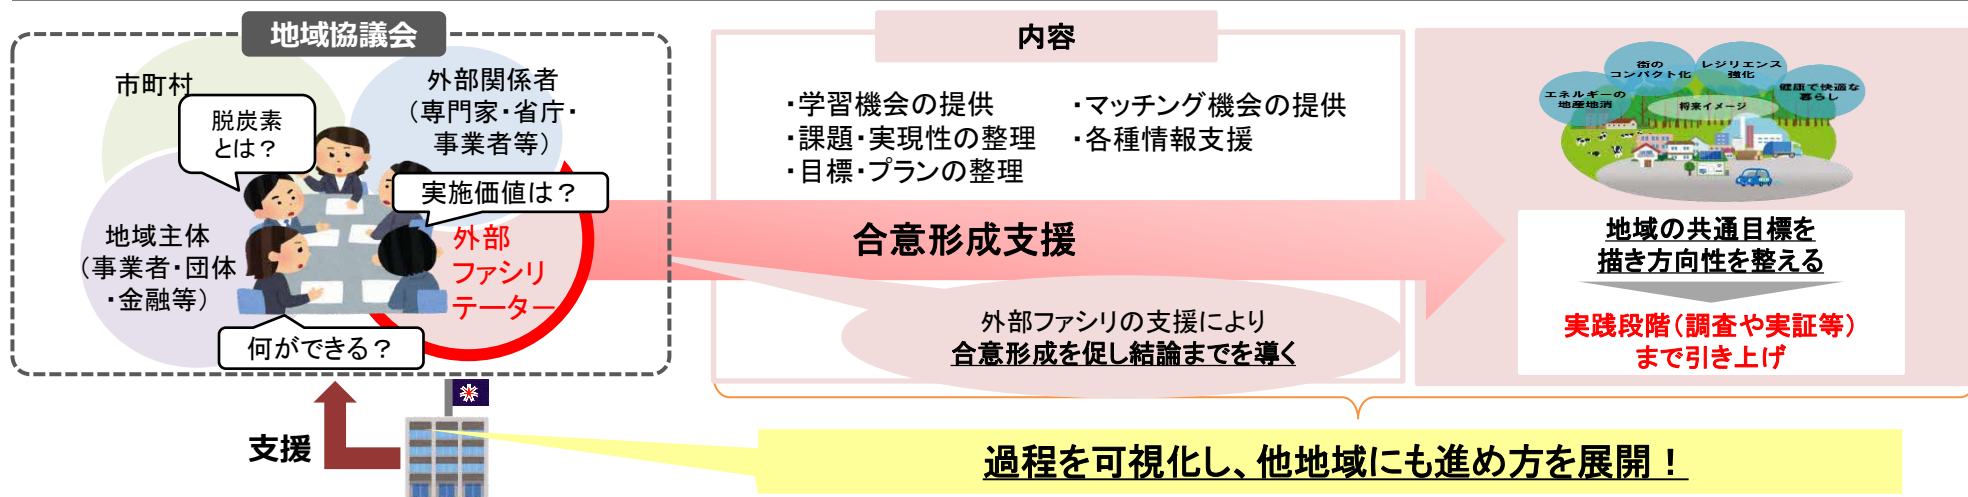 地域協議会
市町村
外部関係者
（専門家・省庁・
事業者等）
脱炭素
とは？
実施価値は？
地域主体
（事業者・団体
・金融等）
外部
ファシリ
テーター
何ができる？
支援
内容
・学習機会の提供
・課題・実現性の整理
・目標・プランの整理
・マッチング機会の提供
・各種情報支援
合意形成支援
外部ファシリの支援により
合意形成を促し結論までを導く
街の
コンパクト化
レジリエンス
強化
エネルギーの
地産地消
健康で快適な
暮らし
将来イメージ
地域の共通目標を
描き方向性を整える
実践段階（調査や実証等）
まで引き上げ
過程を可視化し、他地域にも進め方を展開！